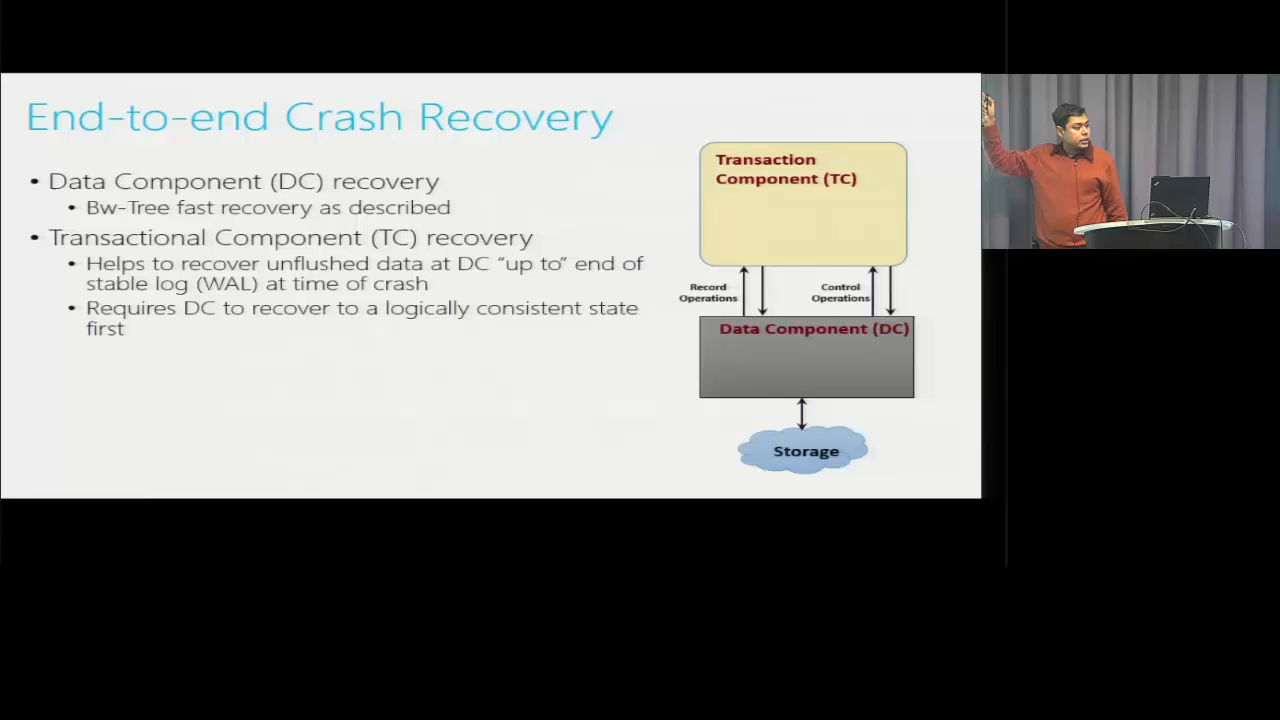 End-to-end Crash Recovery
• Data Component (DC) recovery
• Bw-Tree fast recovery as described
• Transactional Component (TC) recovery
• Helps to recover unflushed data at DC “up to” end of
stable log (WAL) at time of crash
• Requires DC to recover to a logically consistent state
first
Transaction
Component (TC)
Record
Operations
Control
Operations
Data Component (DC)
Storage